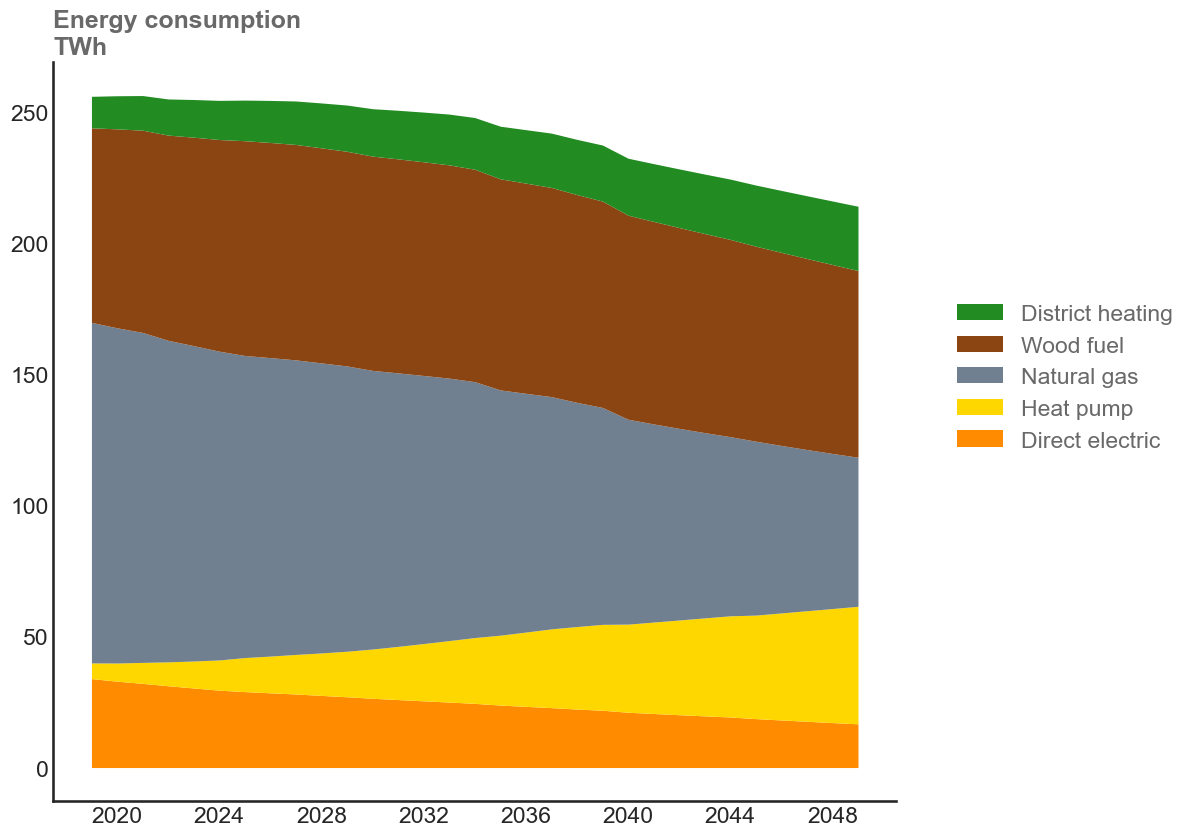 Energy consumption
TWh
250
200
150
100
50
0
2020 2024 2028 2032 2036 2040 2044 2048
District heating
Wood fuel
Natural gas
Heat pump
Direct electric